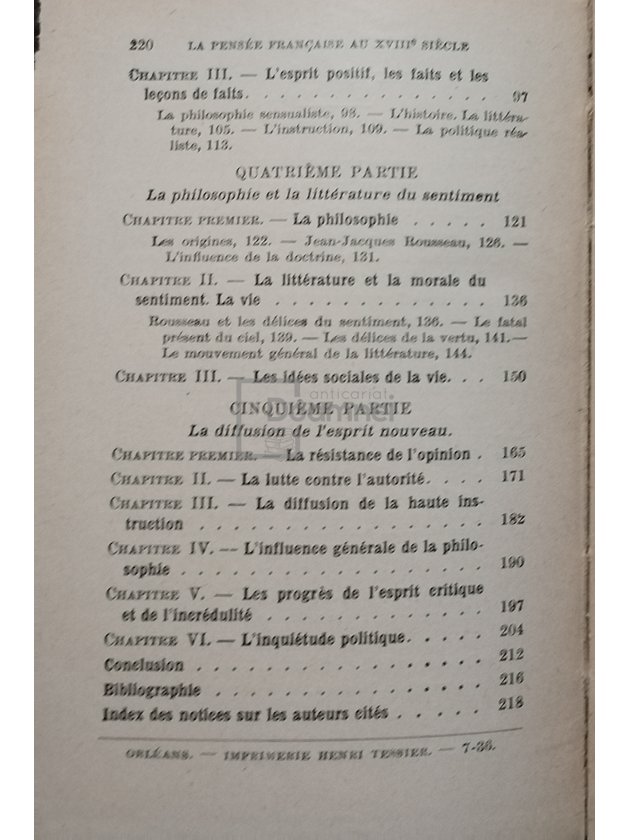 220 LA PENSÉE FRANÇAISE AU XVIIIe SIÈCLE
CHAPITRE III. — L'esprit positif, les faits et les
leçons de faits. . . . . . . . . . . . . . 97
La philosophie sensualiste, 98. — L'histoire. La littéra-
ture, 105. — L'instruction, 109. — La politique réa-
liste, 113.
QUATRIÈME PARTIE
La philosophie et la littérature du sentiment
CHAPITRE PREMIER. — La philosophie . . . . . 121
Les origines, 122. — Jean-Jacques Rousseau, 126. —
L'influence de la doctrine, 131.
CHAPITRE II. — La littérature et la morale du
sentiment. La vie . . . . . . . . . . . . 136
Rousseau et les délices du sentiment, 136. — Le fatal
présent du ciel, 139. — Les délices de la vertu, 141. —
Le mouvement général de la littérature, 144.
CHAPITRE III. — Les idées sociales de la vie. . . 150
anticariat
Doamnei
CINQUIÈME PARTIE
La diffusion de l'esprit nouveau.
CHAPITRE PREMIER. — La résistance de l'opinion . 165
CHAPITRE II. — La lutte contre l'autorité. . . . 171
CHAPITRE III. — La diffusion de la haute ins-
truction . . . . . . . . . . . . . . . . 182
CHAPITRE IV. — L'influence générale de la philo-
sophie . . . . . . . . . . . . . . . . . 190
CHAPITRE V. — Les progrès de l'esprit critique
et de l'incrédulité . . . . . . . . . . . . 197
CHAPITRE VI. — L'inquiétude politique. . . . . 204
Conclusion . . . . . . . . . . . . . . . . 212
Bibliographie . . . . . . . . . . . . . . . 216
Index des notices sur les auteurs cités . . . . . 218
ORLÉANS. — IMPRIMERIE HENRI TESSIER. — 7-36.